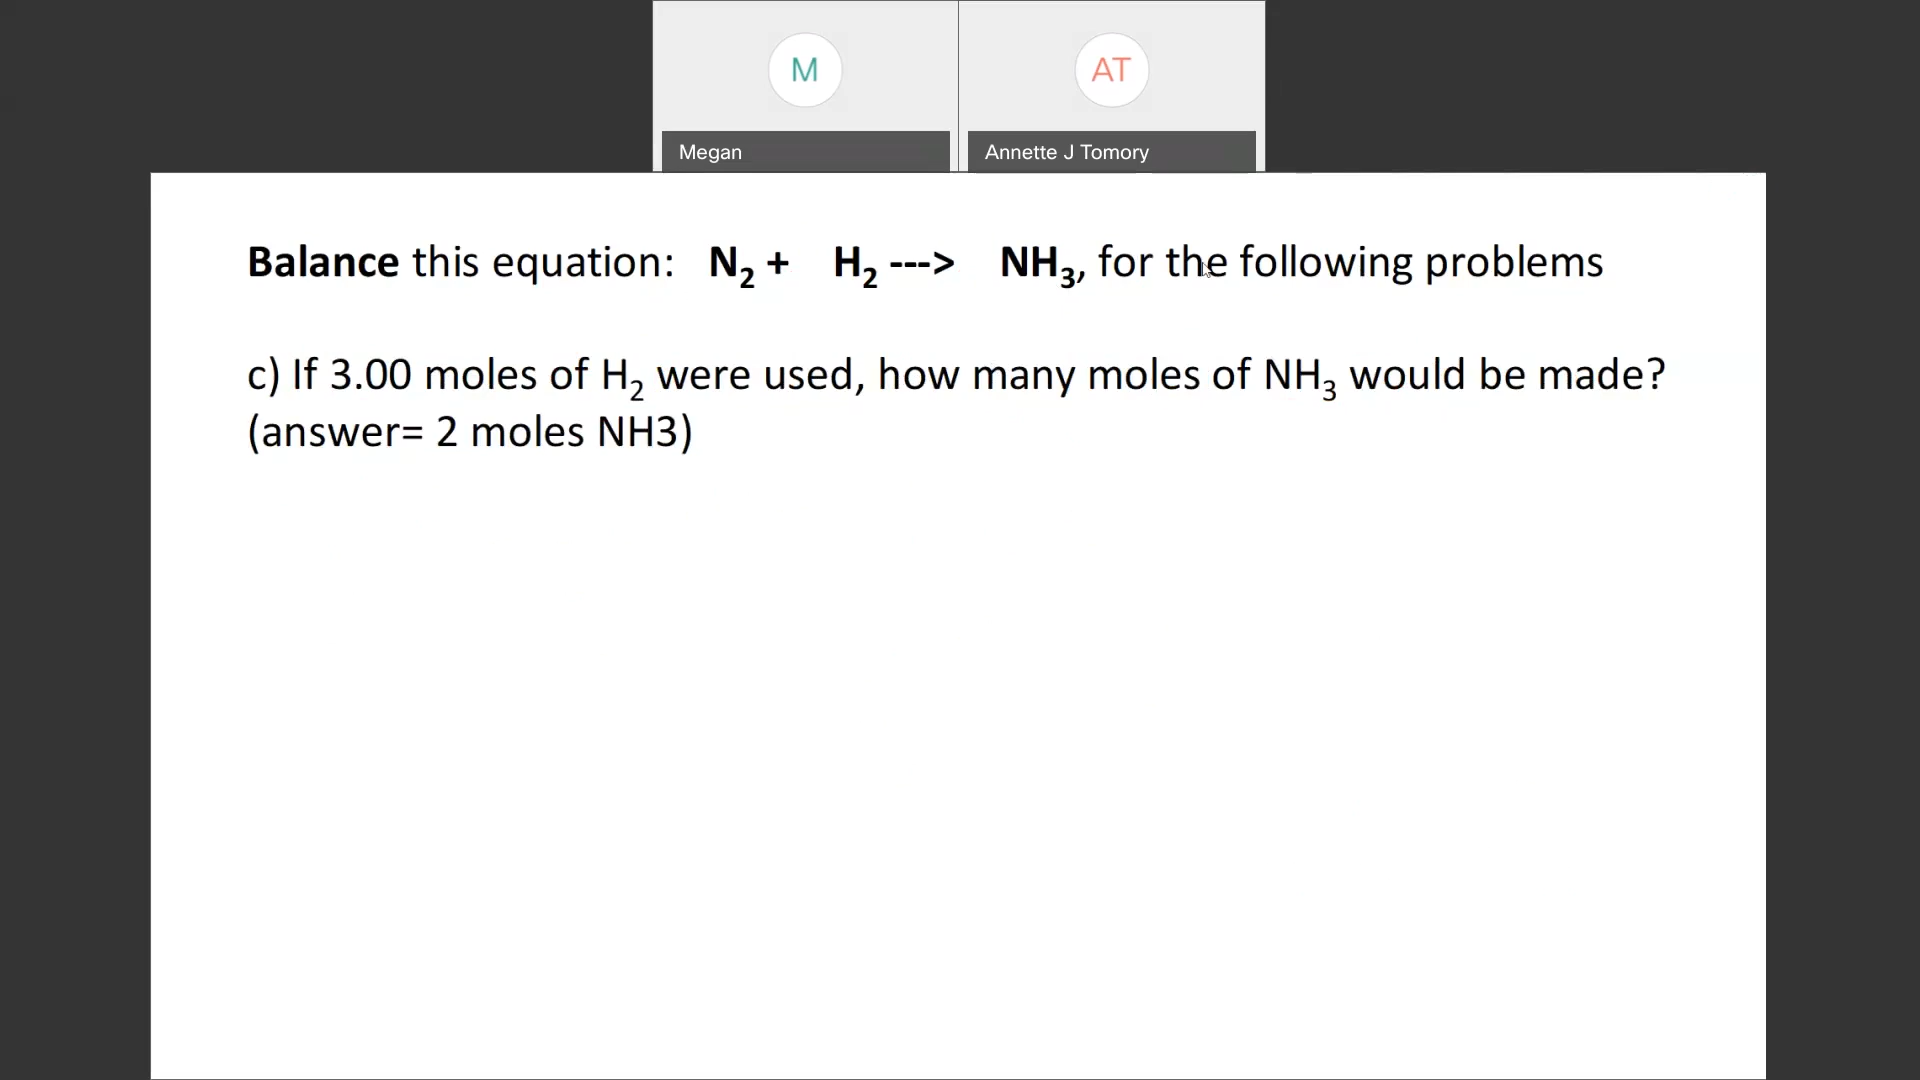 M
AT
Megan
Annette J Tomory
Balance this equation: N₂ + H₂ ---> NH₃, for the following problems
c) If 3.00 moles of H₂ were used, how many moles of NH₃ would be made?
(answer= 2 moles NH3)